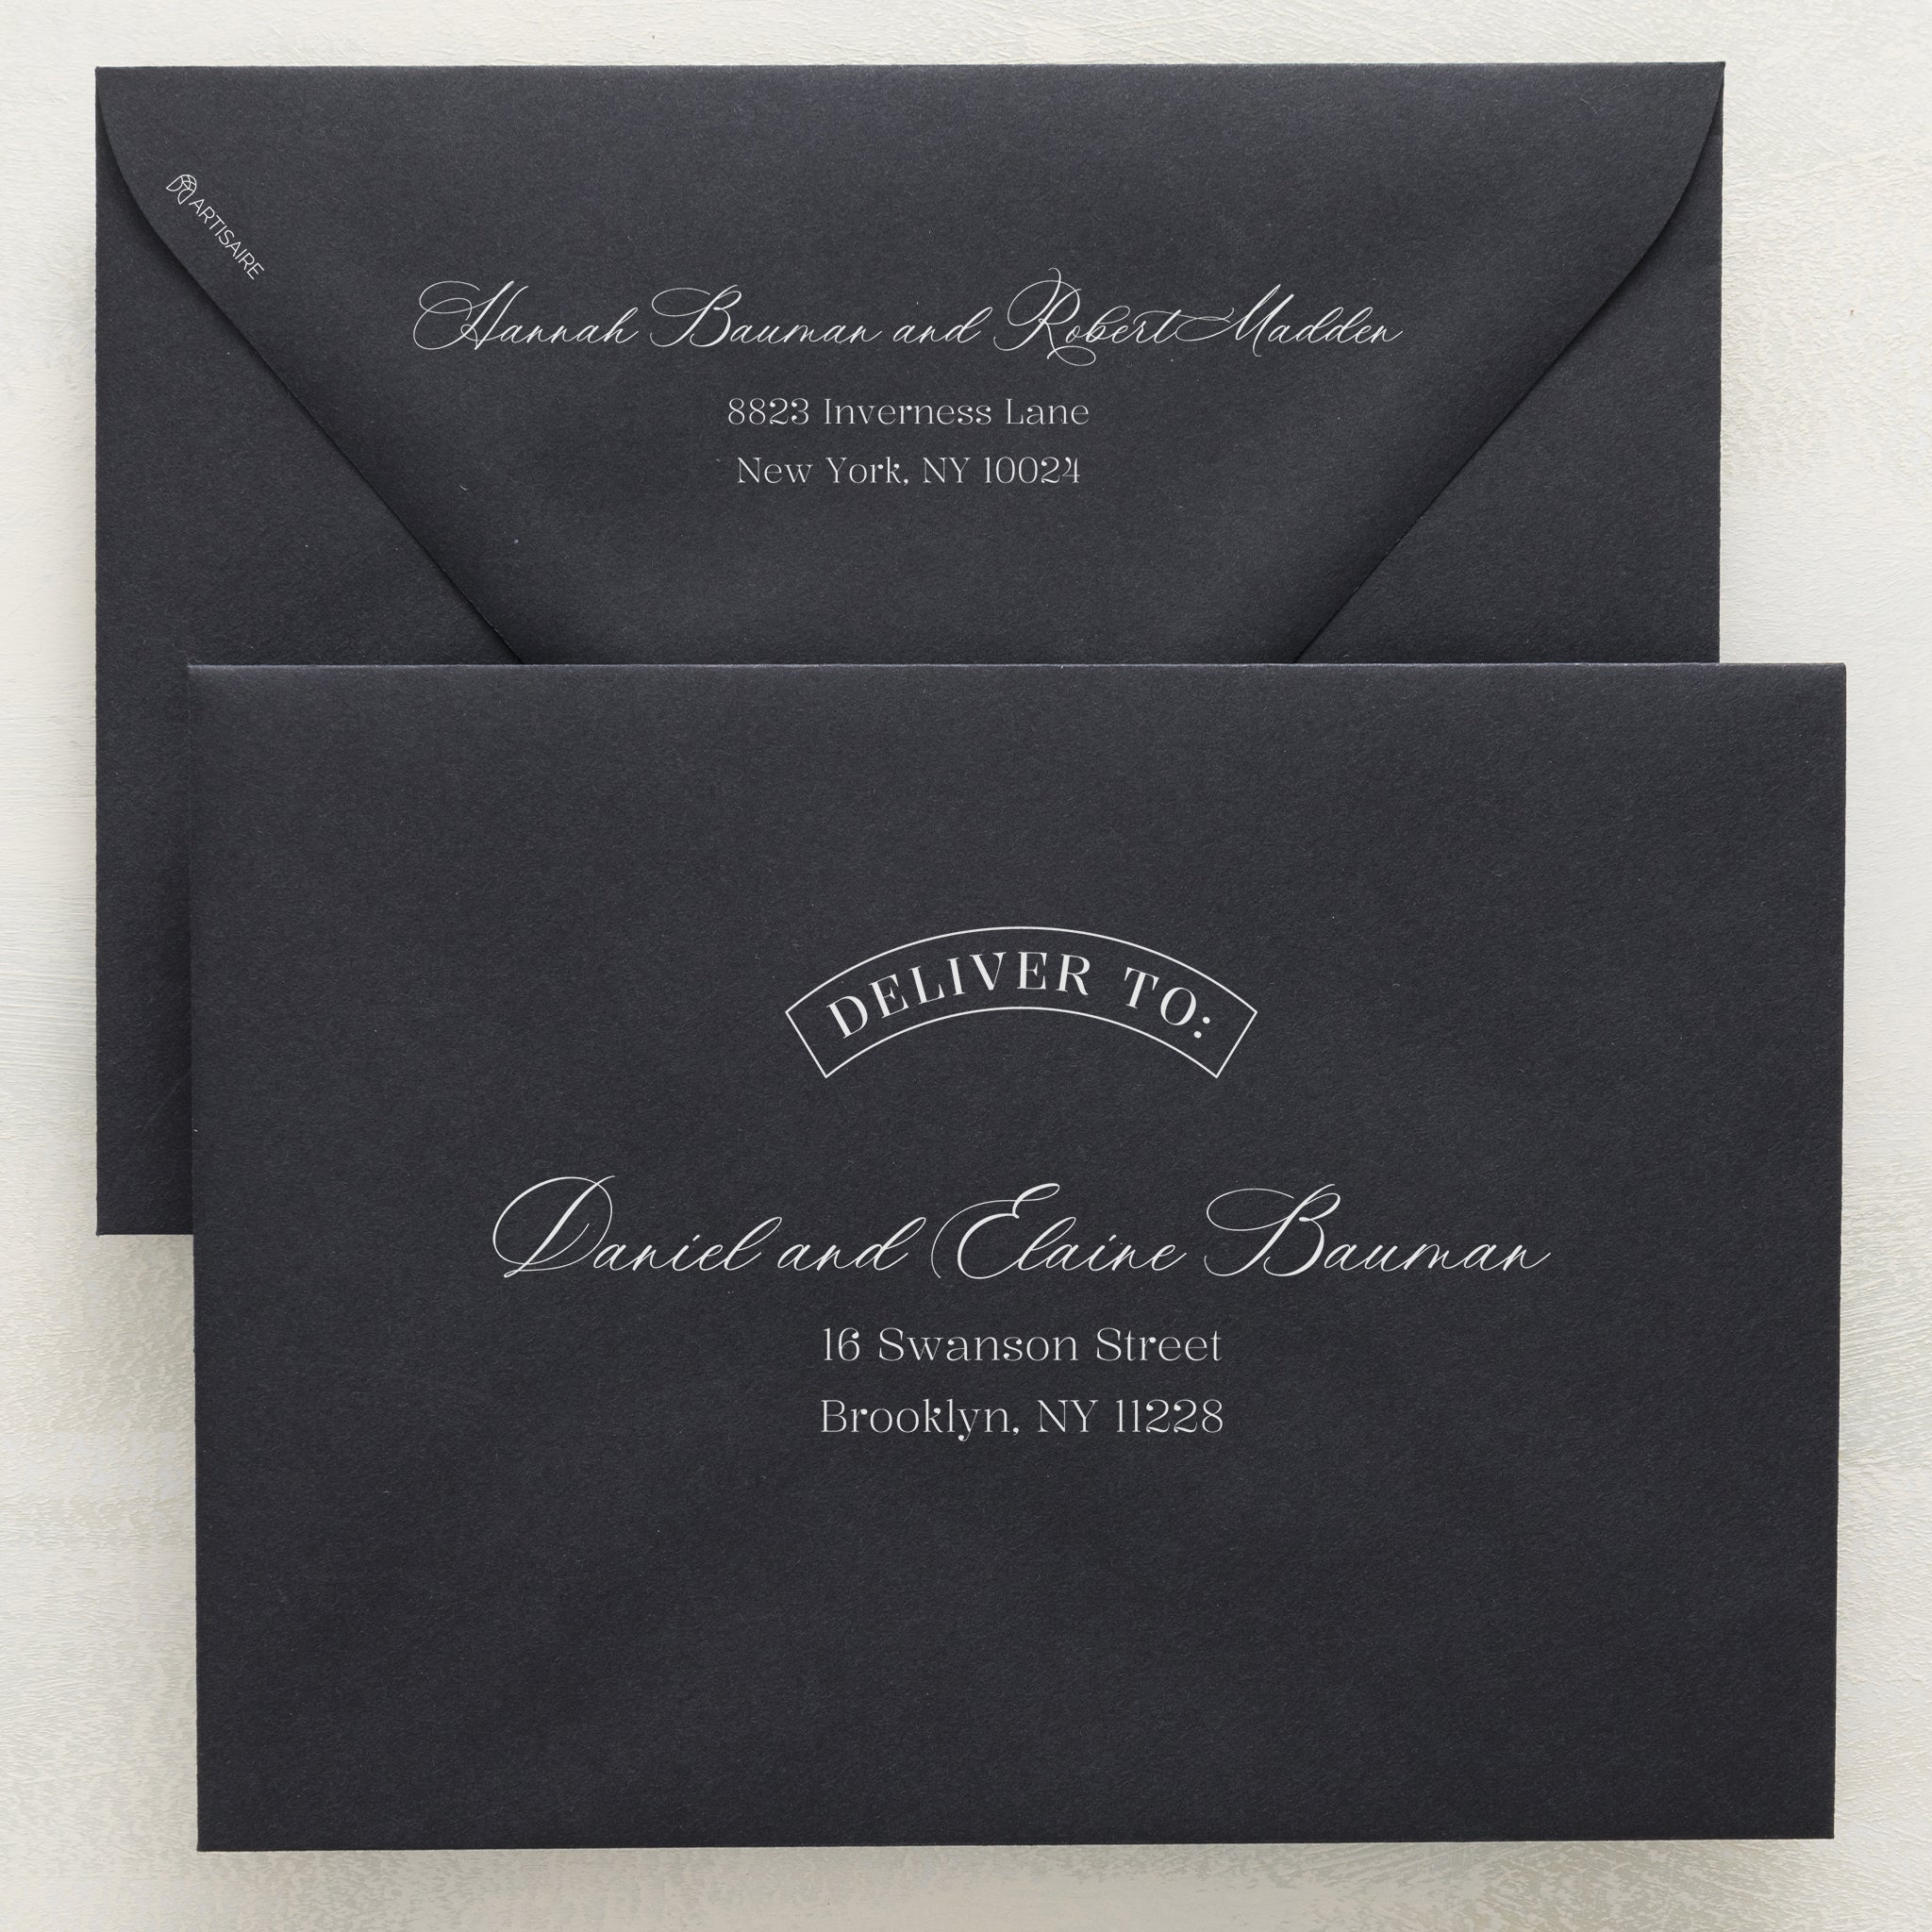 ARTISAIRE
Hannah Bauman and Robert Madden
8823 Inverness Lane
New York, NY 10024
DELIVER TO:
Daniel and Elaine Bauman
16 Swanson Street
Brooklyn, NY 11228